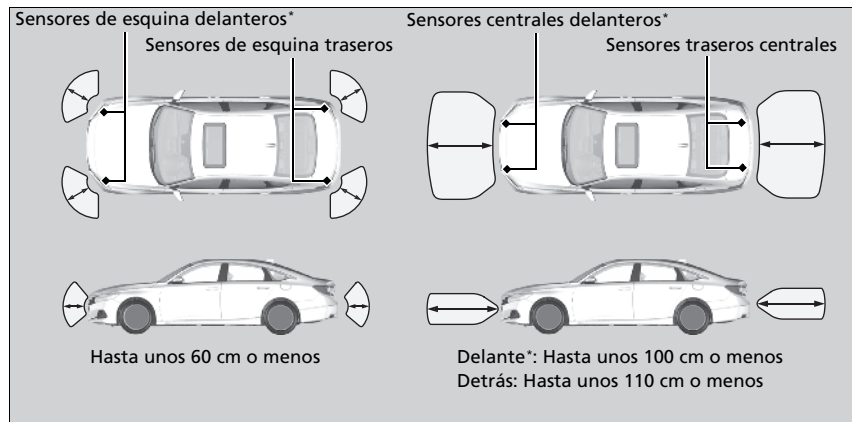 Sensores de esquina delanteros*
Sensores de esquina traseros
Hasta unos 60 cm o menos
Sensores centrales delanteros*
Sensores traseros centrales
Delante*: Hasta unos 100 cm o menos
Detrás: Hasta unos 110 cm o menos